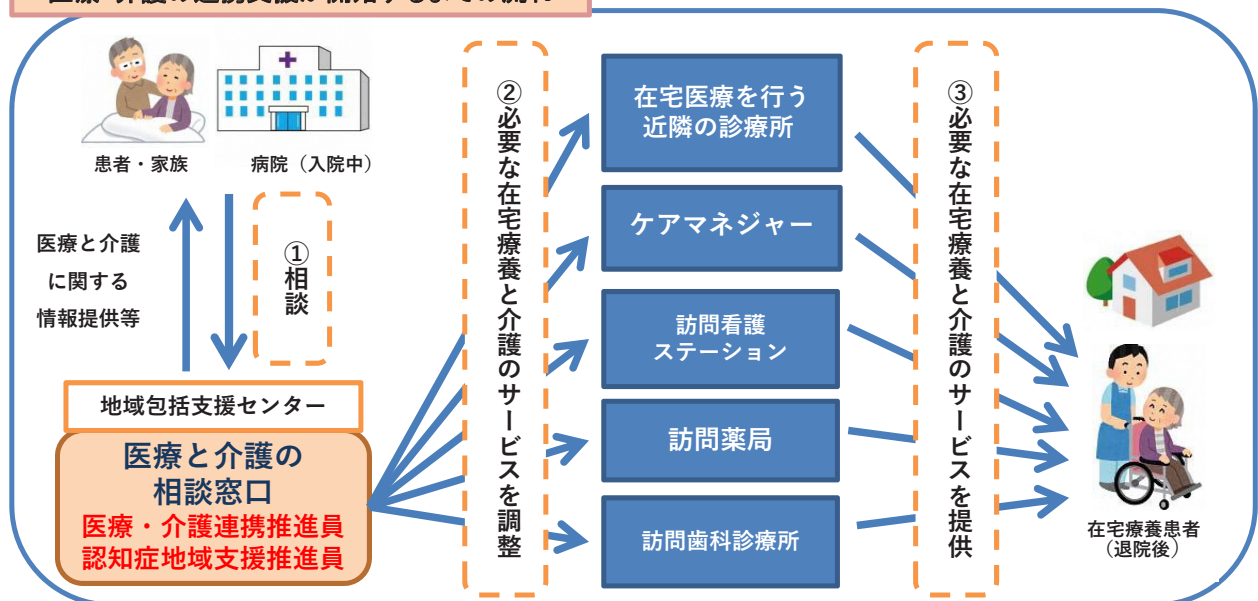 医療・介護の連携支援が開始するまでの流れ
患者・家族
病院（入院中）
医療と介護
に関する
情報提供等
①相談
地域包括支援センター
医療と介護の
相談窓口
医療・介護連携推進員
認知症地域支援推進員
②必要な在宅療養と介護のサービスを調整
在宅医療を行う
近隣の診療所
ケアマネジャー
訪問看護
ステーション
訪問薬局
訪問歯科診療所
③必要な在宅療養と介護のサービスを提供
在宅療養患者
（退院後）